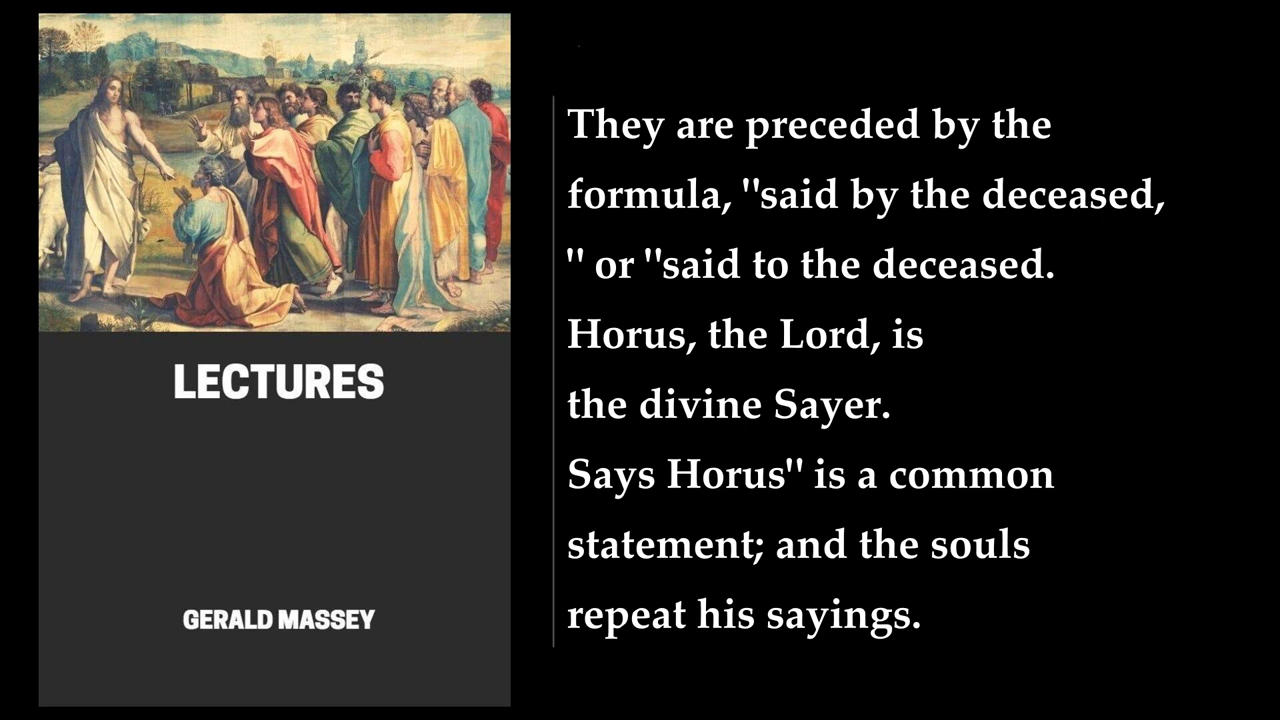 LECTURES
GERALD MASSEY
They are preceded by the
formula, "said by the deceased,
" or "said to the deceased.
Horus, the Lord, is
the divine Sayer.
Says Horus" is a common
statement; and the souls
repeat his sayings.